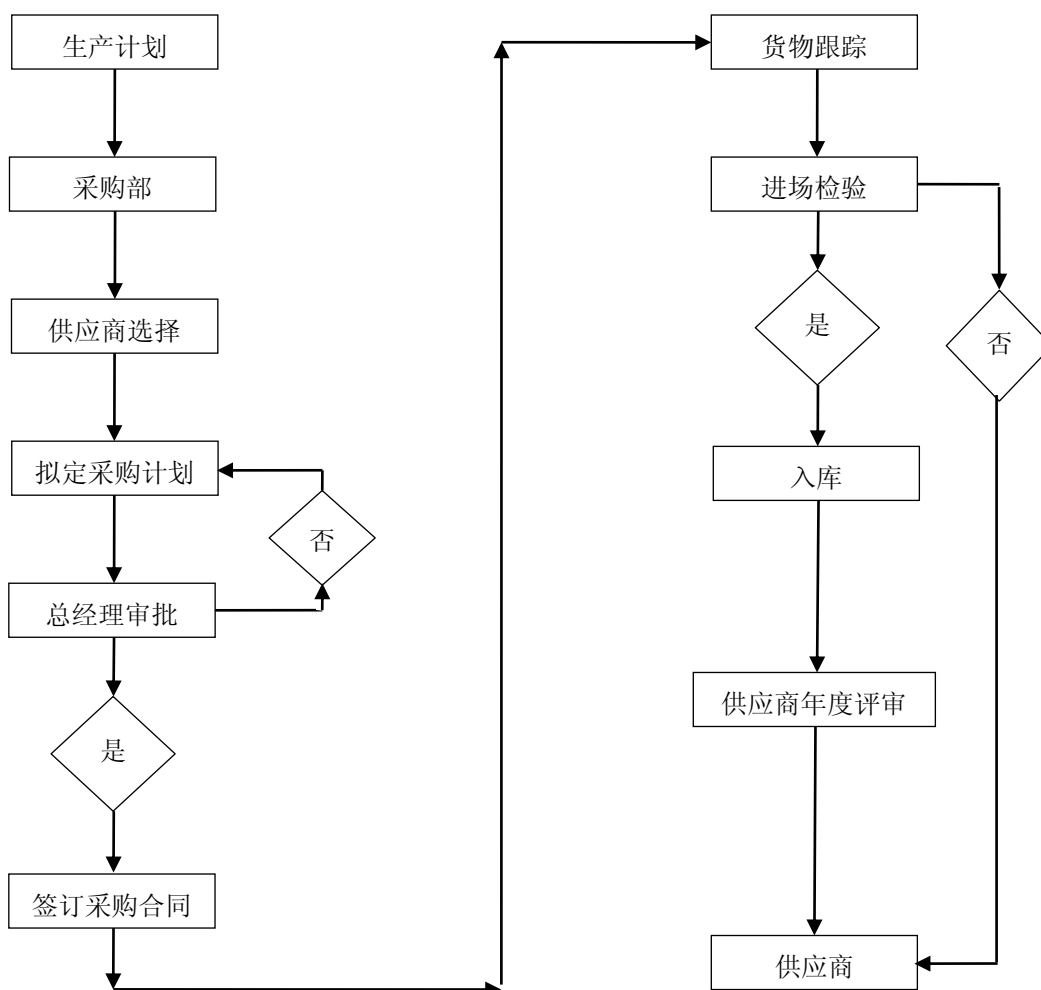 生产计划
采购部
供应商选择
拟定采购计划
否
总经理审批
是
签订采购合同
货物跟踪
进场检验
是
否
入库
供应商年度评审
供应商